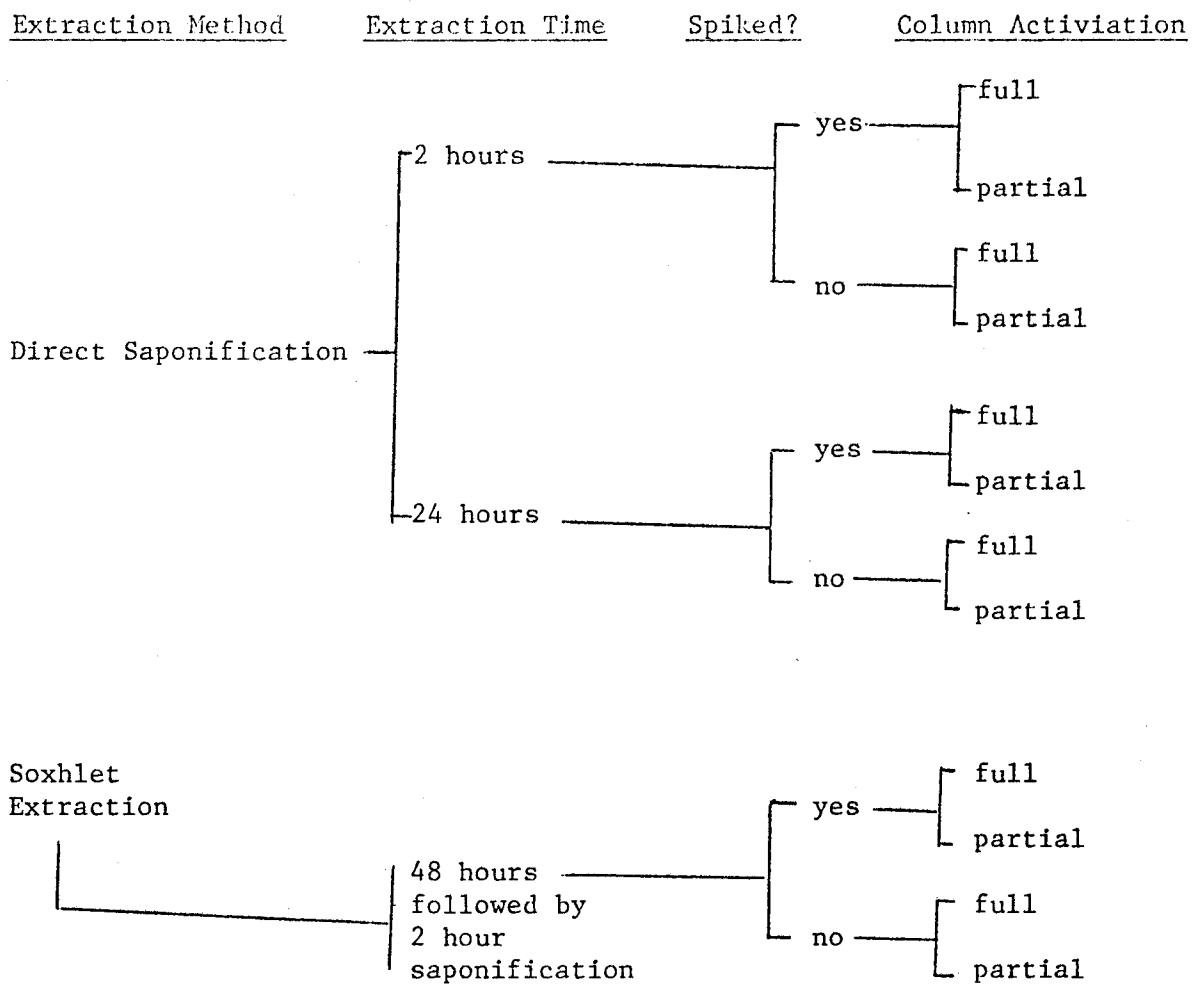 Extraction Method Extraction Time Spiked? Column Activiation
full
yes
2 hours
partial
full
no
partial
Direct Saponification
full
yes
partial
24 hours
full
no
partial
Soxhlet
Extraction
full
yes
partial
48 hours
followed by
2 hour
saponification
full
no
partial